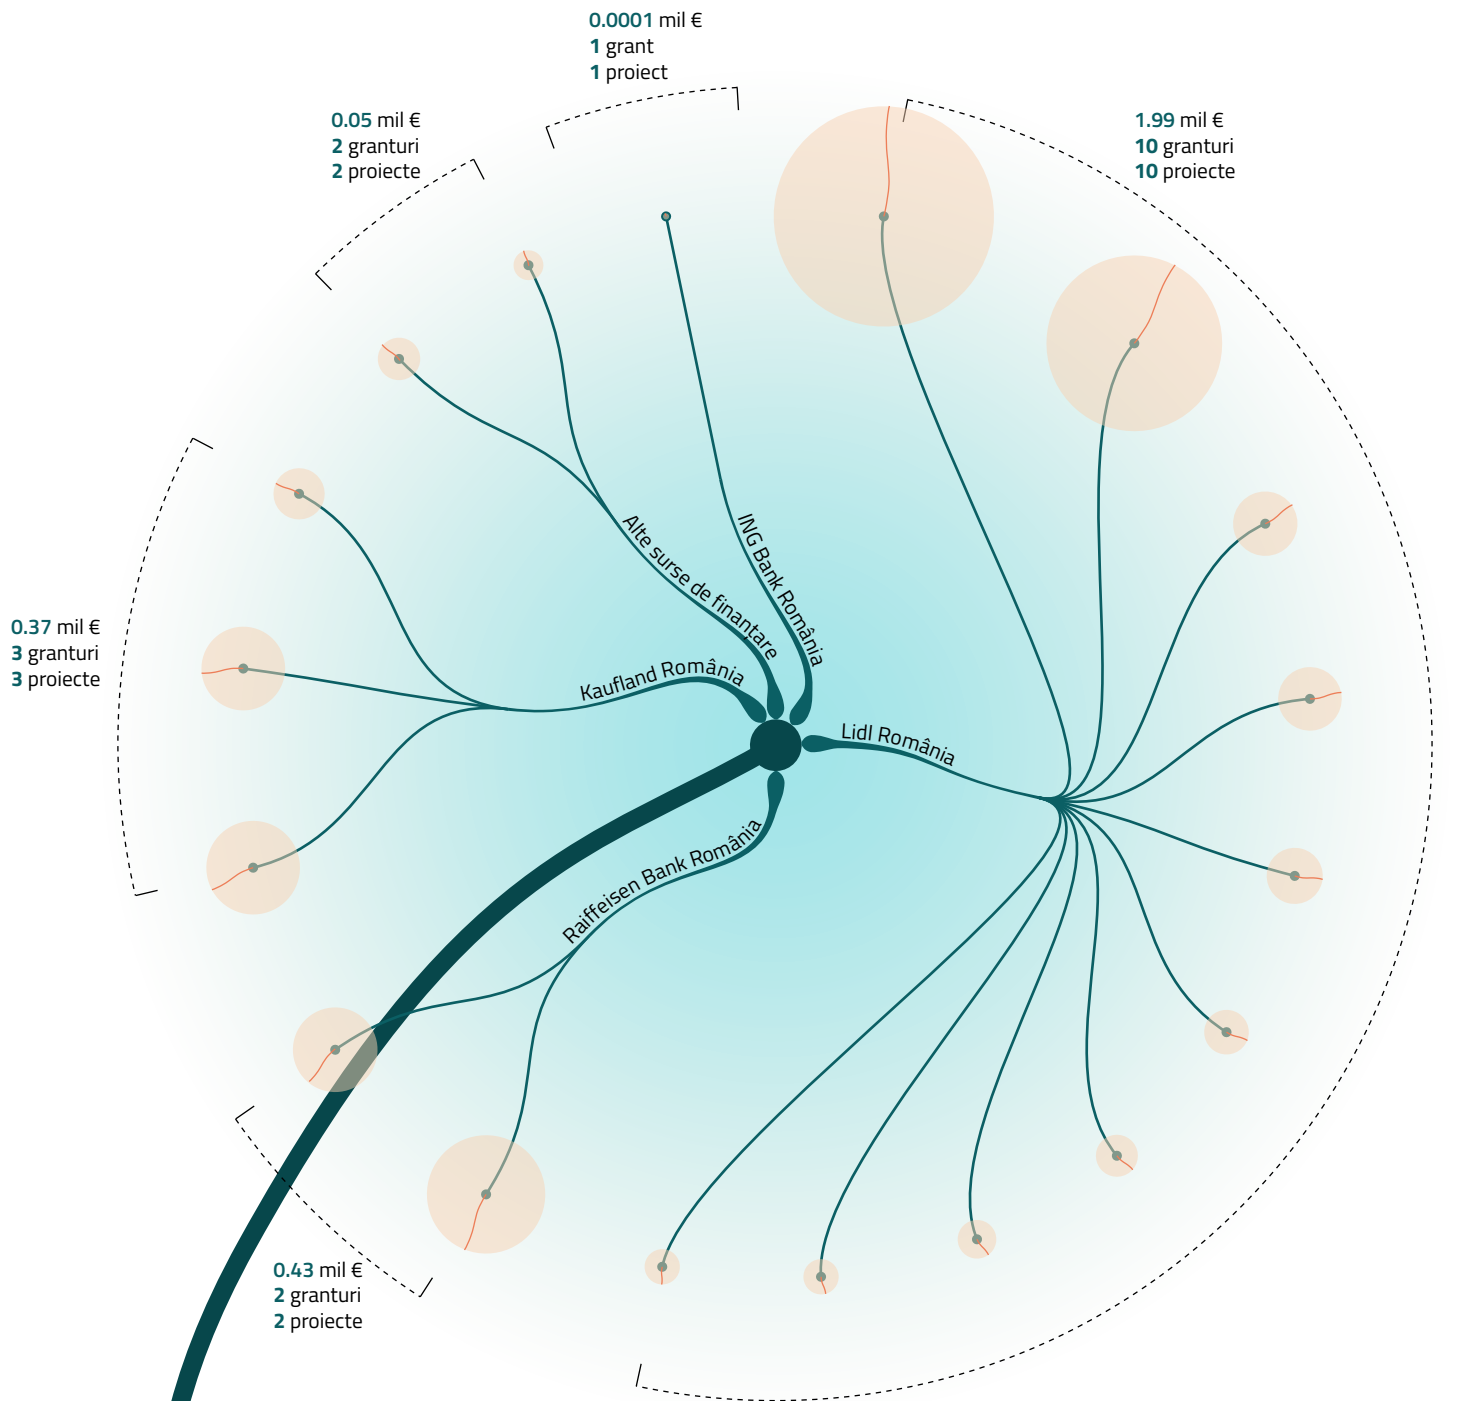 0.0001 mil €
1 grant
1 proiect
0.05 mil €
2 granturi
2 proiecte
1.99 mil €
10 granturi
10 proiecte
ING Bank România
Alte surse de finanțare
Kaufland România
0.37 mil €
3 granturi
3 proiecte
Lidl România
Raiffeisen Bank România
0.43 mil €
2 granturi
2 proiecte